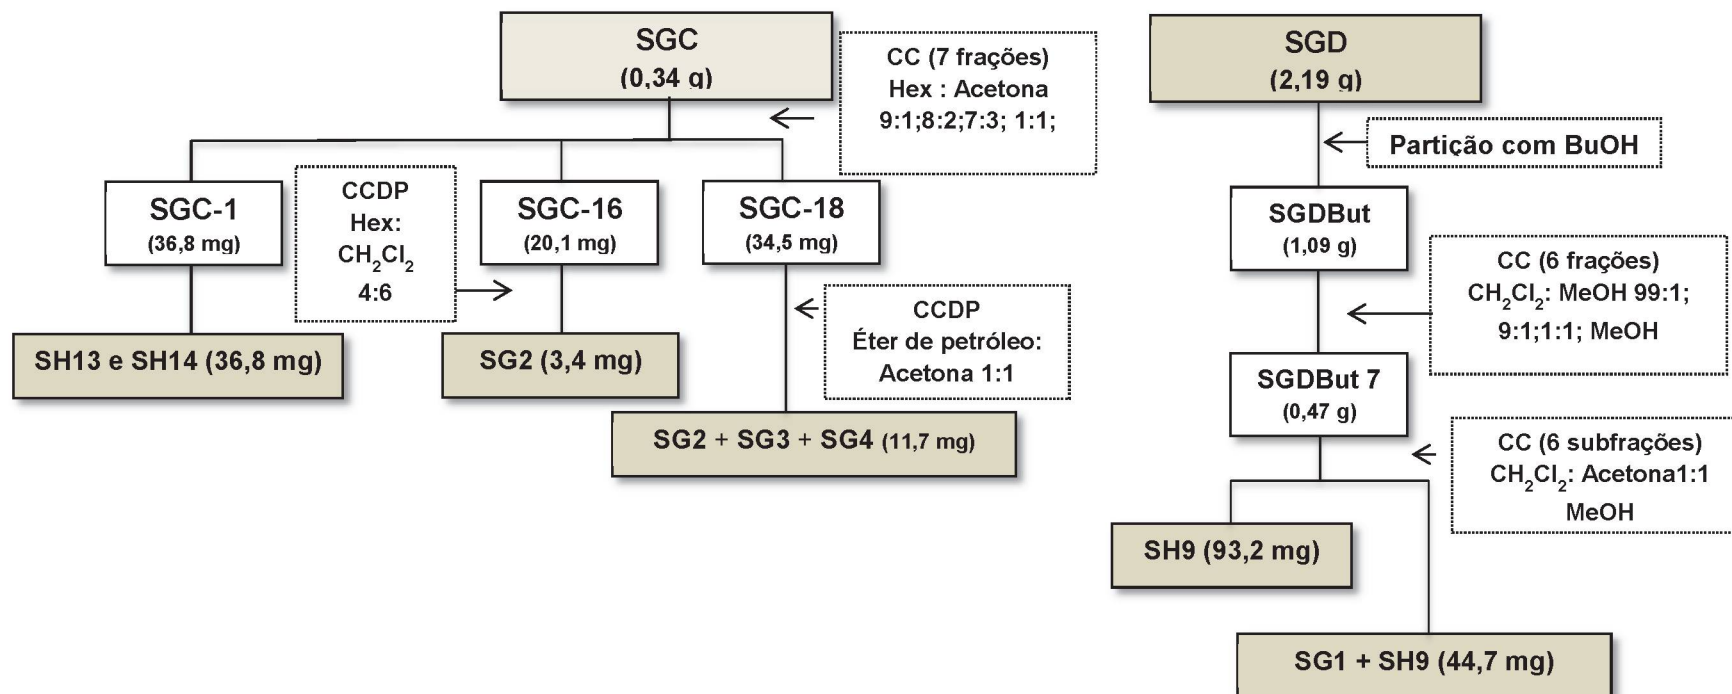 SGC
(0,34 g)
CC (7 frações)
Hex : Acetona
9:1;8:2;7:3; 1:1;
SGC-1
(36,8 mg)
CCDP
Hex:
CH2Cl2
4:6
SGC-16
(20,1 mg)
SGC-18
(34,5 mg)
SH13 e SH14 (36,8 mg)
SG2 (3,4 mg)
CCDP
Éter de petróleo:
Acetona 1:1
SG2 + SG3 + SG4 (11,7 mg)
SGD
(2,19 g)
Partição com BuOH
SGDBut
(1,09 g)
CC (6 frações)
CH2Cl2: MeOH 99:1;
9:1;1:1; MeOH
SGDBut 7
(0,47 g)
CC (6 subfrações)
CH2Cl2: Acetona1:1
MeOH
SH9 (93,2 mg)
SG1 + SH9 (44,7 mg)